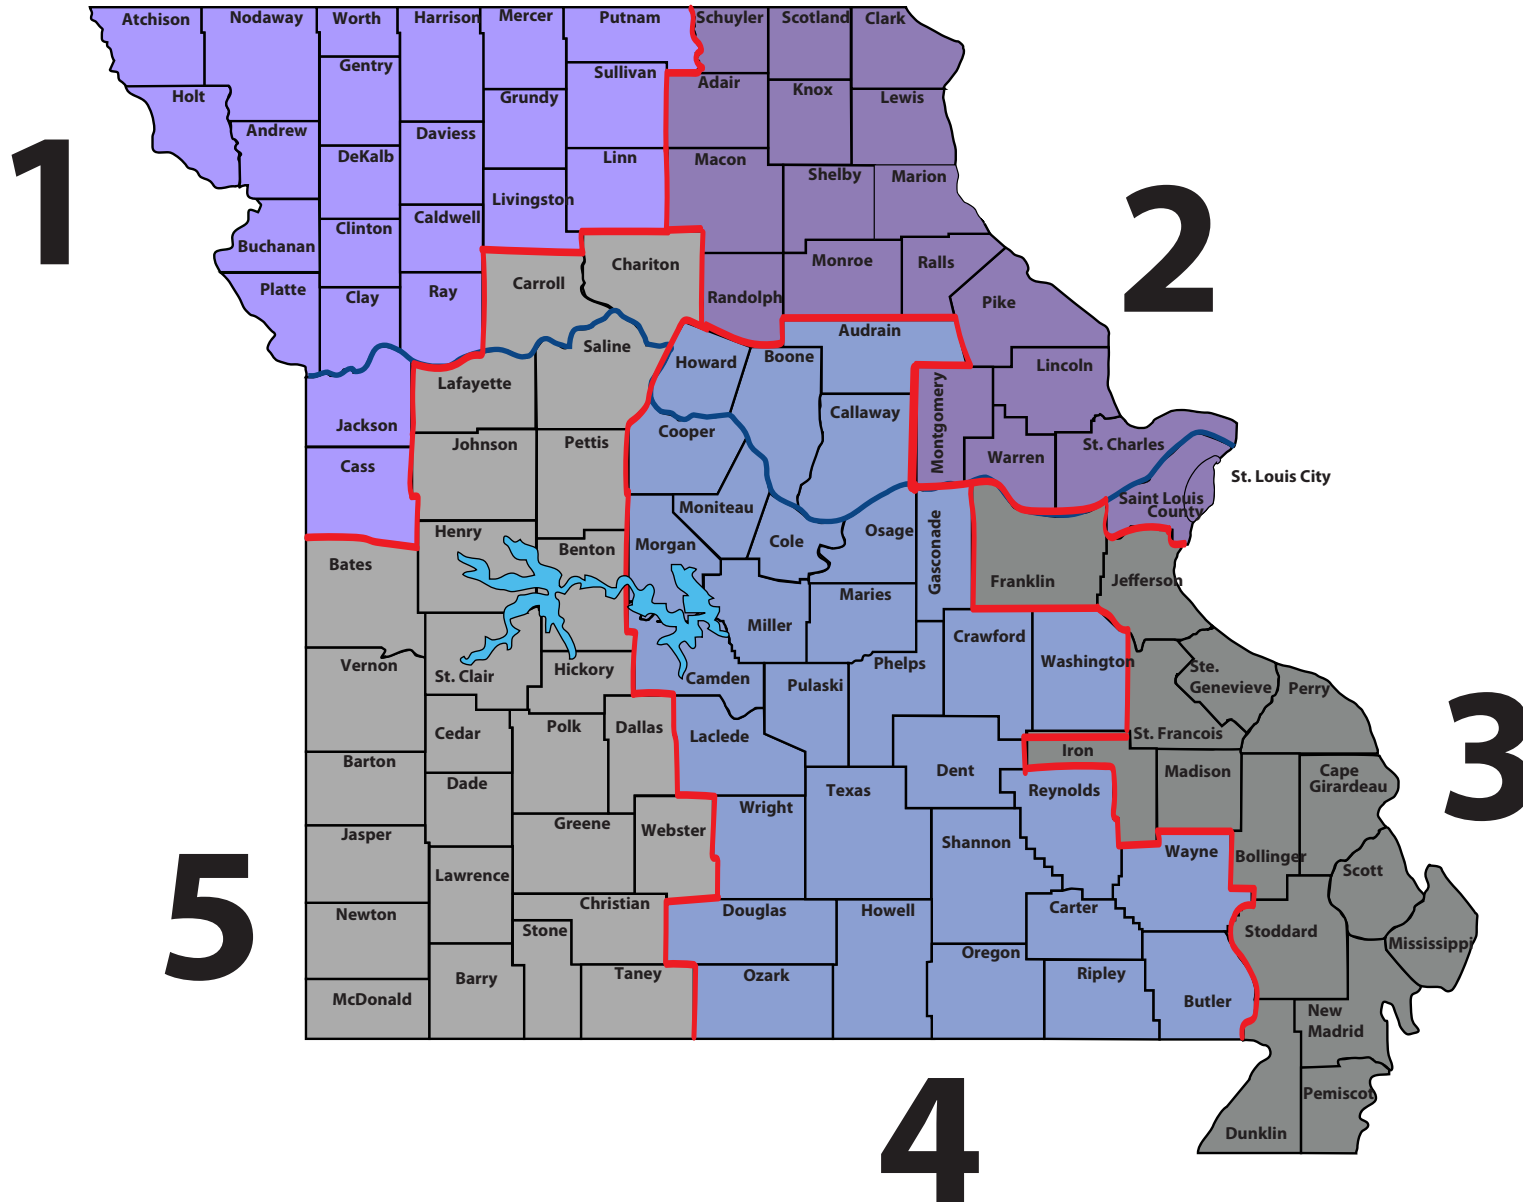 Atchison
Nodaway
Worth
Harrison
Mercer
Putnam
Schuyler
Scotland
Clark
Gentry
Sullivan
Adair
Knox
Lewis
Holt
Grundy
Andrew
Daviess
DeKalb
Linn
Macon
Shelby
Marion
1
2
Livingston
Caldwell
Clinton
Buchanan
Chariton
Monroe
Ralls
Platte
Clay
Ray
Carroll
Randolph
Pike
Audrain
Saline
Howard
Boone
Lincoln
Lafayette
Callaway
Montgomery
Jackson
Cooper
Johnson
Pettis
St. Charles
Warren
Cass
St. Louis City
Saint Louis
County
Moniteau
Henry
Morgan
Benton
Cole
Osage
Gasconade
Bates
Franklin
Jefferson
Maries
Miller
Crawford
Washington
Vernon
St. Clair
Hickory
Camden
Pulaski
Phelps
Ste.
Genevieve
Perry
Cedar
Polk
Dallas
Laclede
St. Francois
Iron
3
Barton
Dade
Dent
Texas
Reynolds
Madison
Cape
Girardeau
Wright
Jasper
Greene
Webster
Shannon
Wayne
Bollinger
Scott
5
Lawrence
Christian
Newton
Stone
Douglas
Howell
Carter
Stoddard
Mississippi
Oregon
Barry
Taney
Ozark
Ripley
McDonald
Butler
New
Madrid
Pemiscot
Dunklin
4